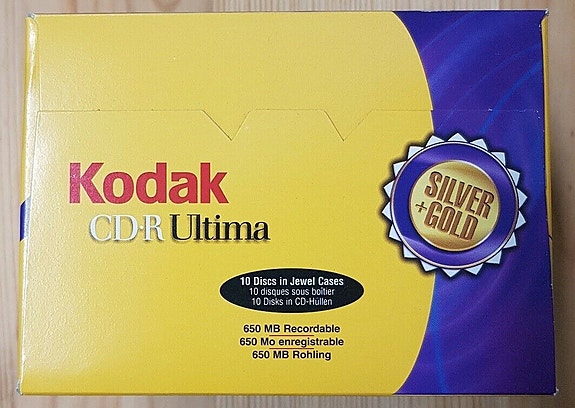 Kodak
CD-R Ultima
SILVER
+GOLD
10 Discs in Jewel Cases
10 disques sous boîtier
10 Disks in CD-Hüllen
650 MB Recordable
650 Mo enregistrable
650 MB Rohling